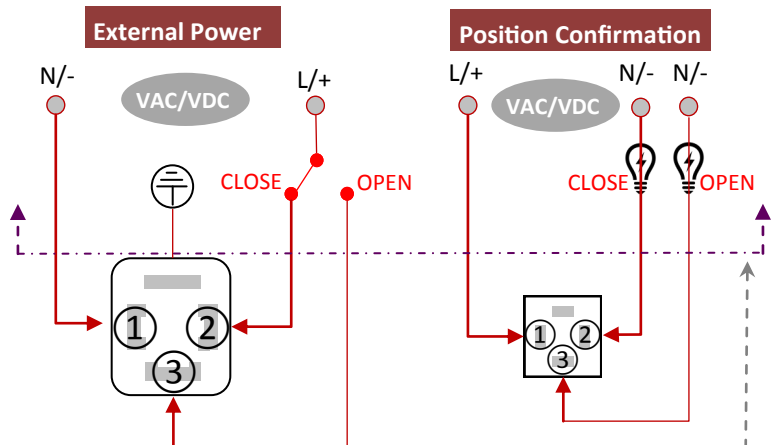 External Power
Position Confirmation
N/-
L/+
L/+
N/-
N/-
VAC/VDC
VAC/VDC
CLOSE
OPEN
CLOSE
OPEN
1
2
3
1
2
3